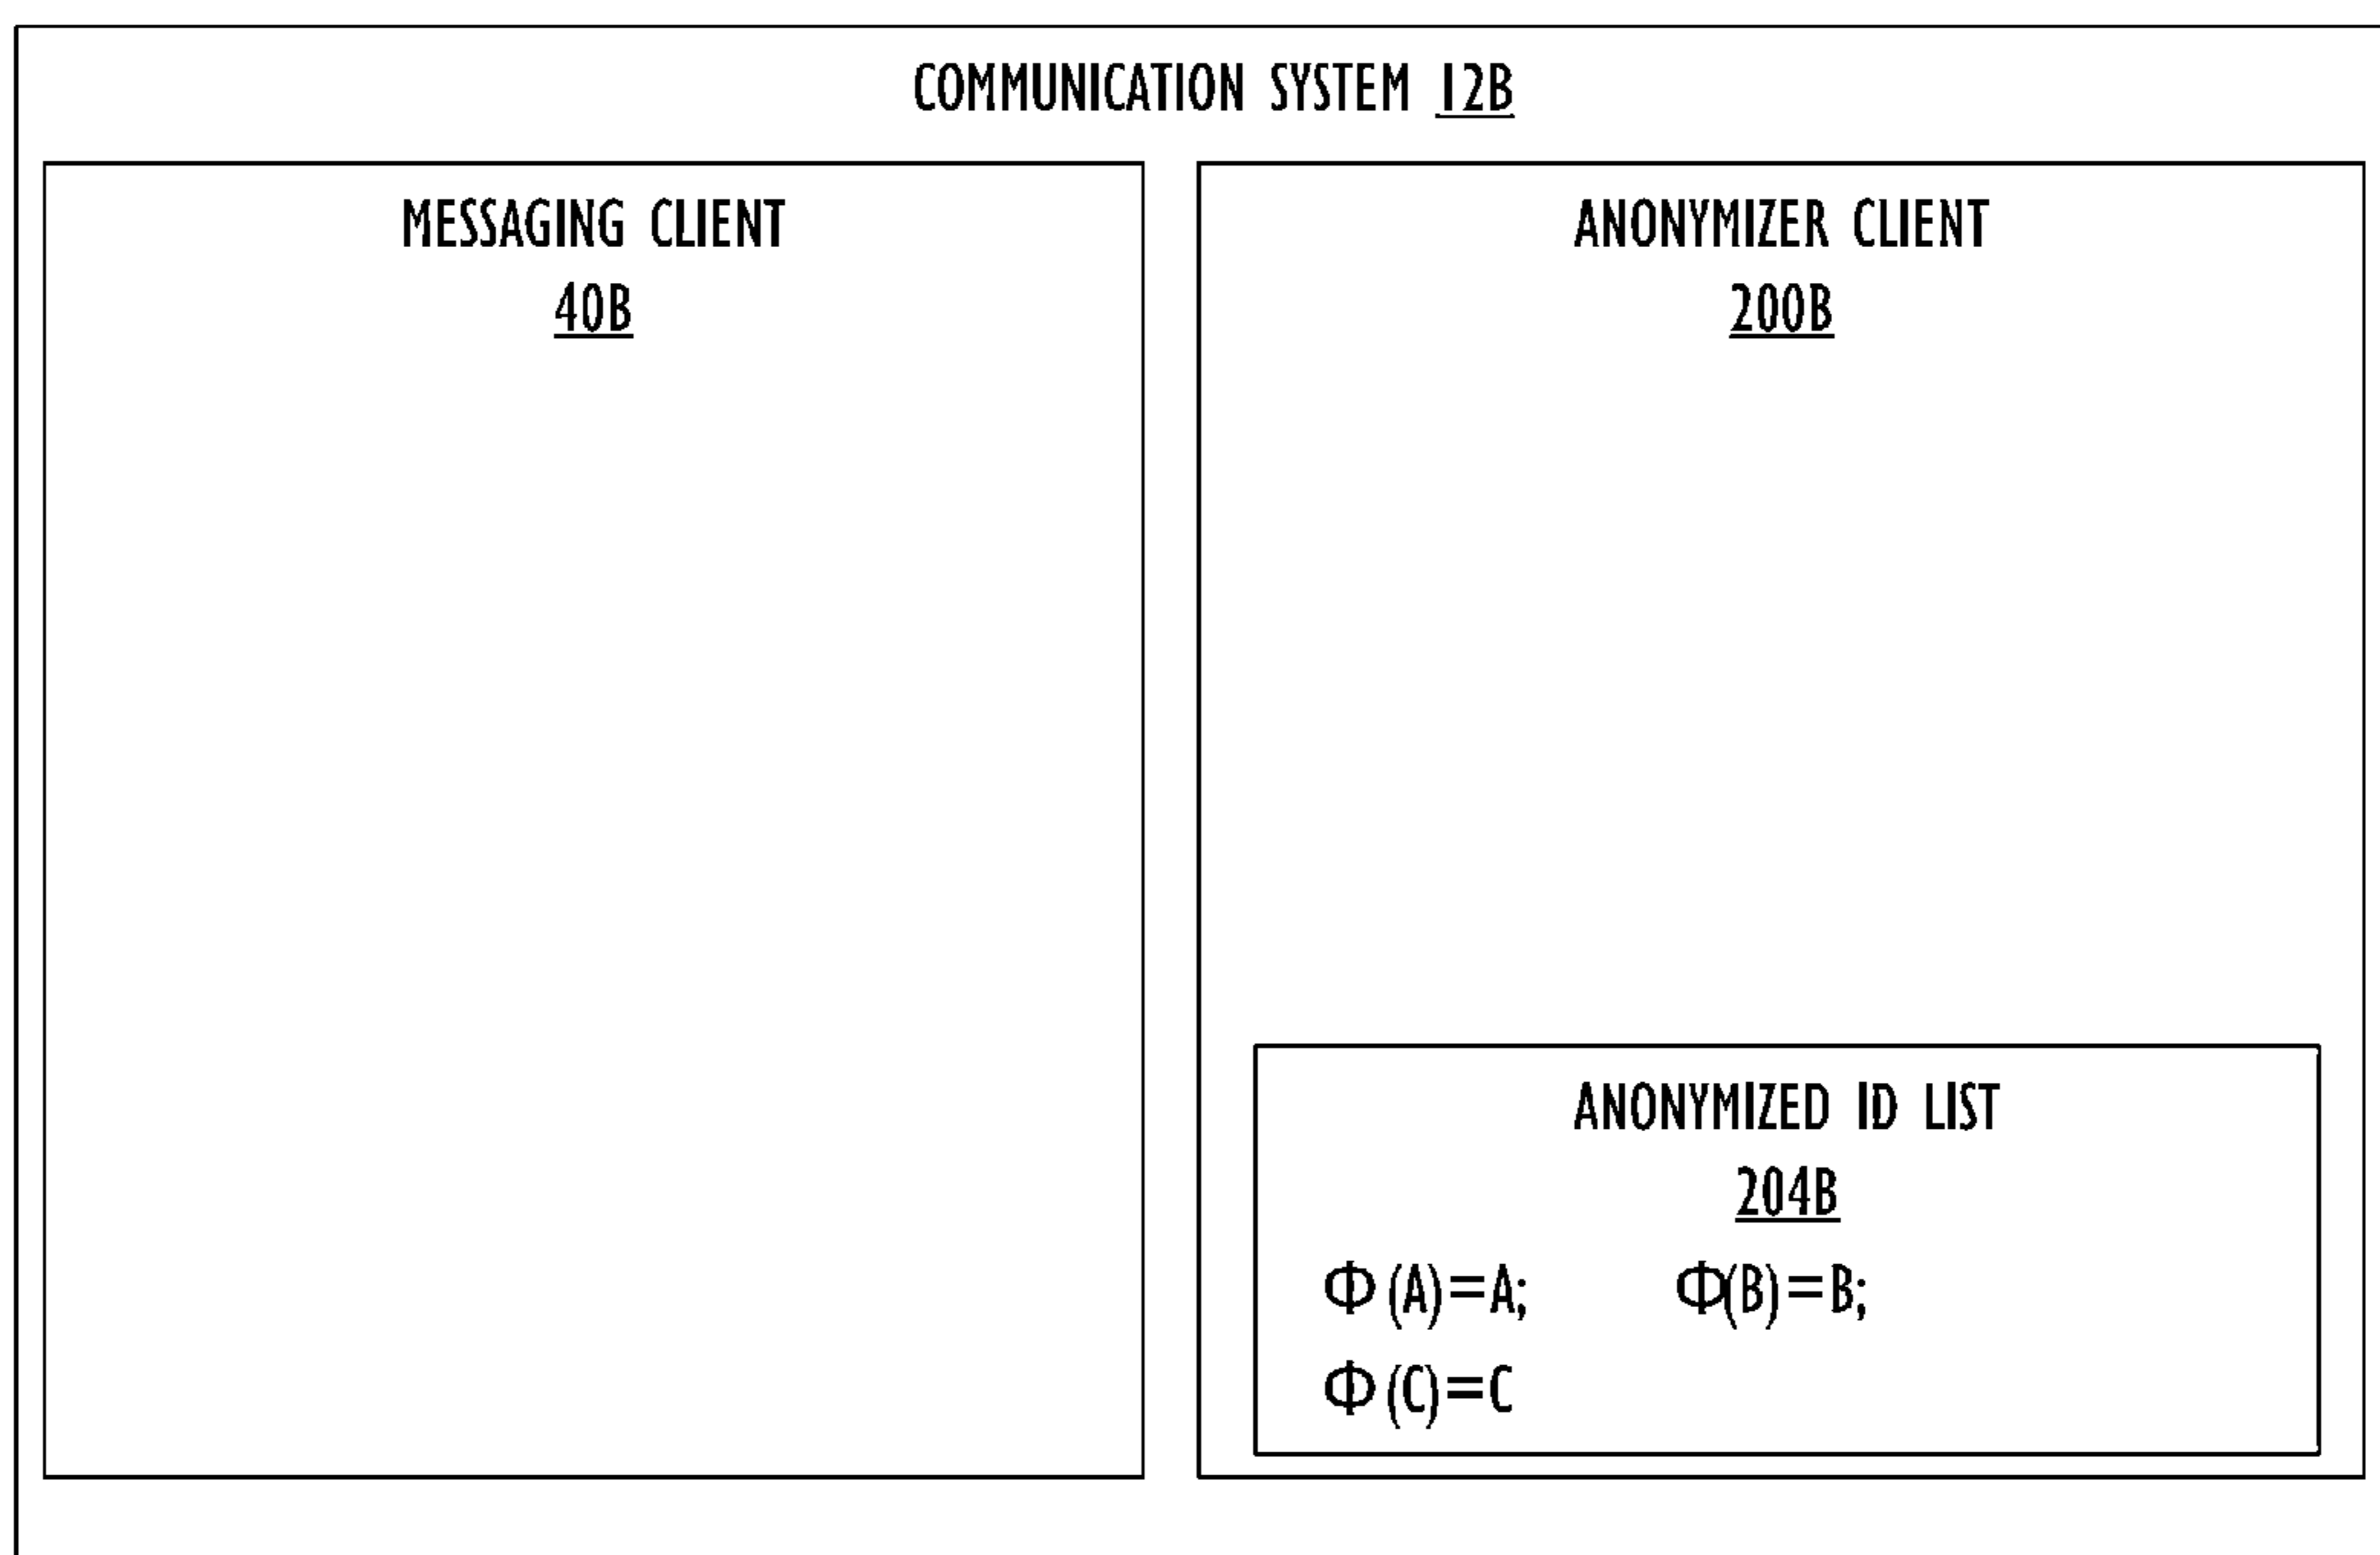 COMMUNICATION SYSTEM 12B
MESSAGING CLIENT
40B
ANONYMIZER CLIENT
200B
ANONYMIZED ID LIST
204B
Φ(A)=A; Φ(B)=B;
Φ(C)=C